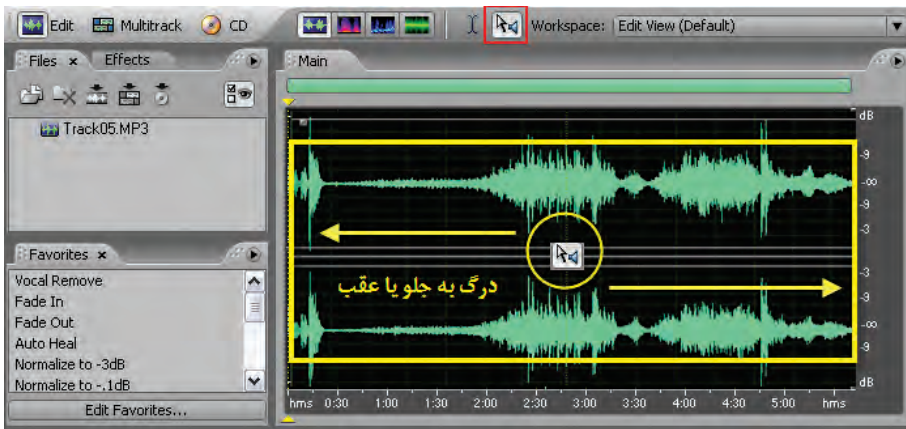 Edit Multitrack CD Workspace: Edit View (Default)
Files × Effects
Main
Track05.MP3
dB
-9
-∞
-9
-3
درگ به جلو یا عقب
-3
-9
-∞
-9
dB
hms 0:30 1:00 1:30 2:00 2:30 3:00 3:30 4:00 4:30 5:00 hms
Favorites ×
Vocal Remove
Fade In
Fade Out
Auto Heal
Normalize to -3dB
Normalize to -.1dB
Edit Favorites...